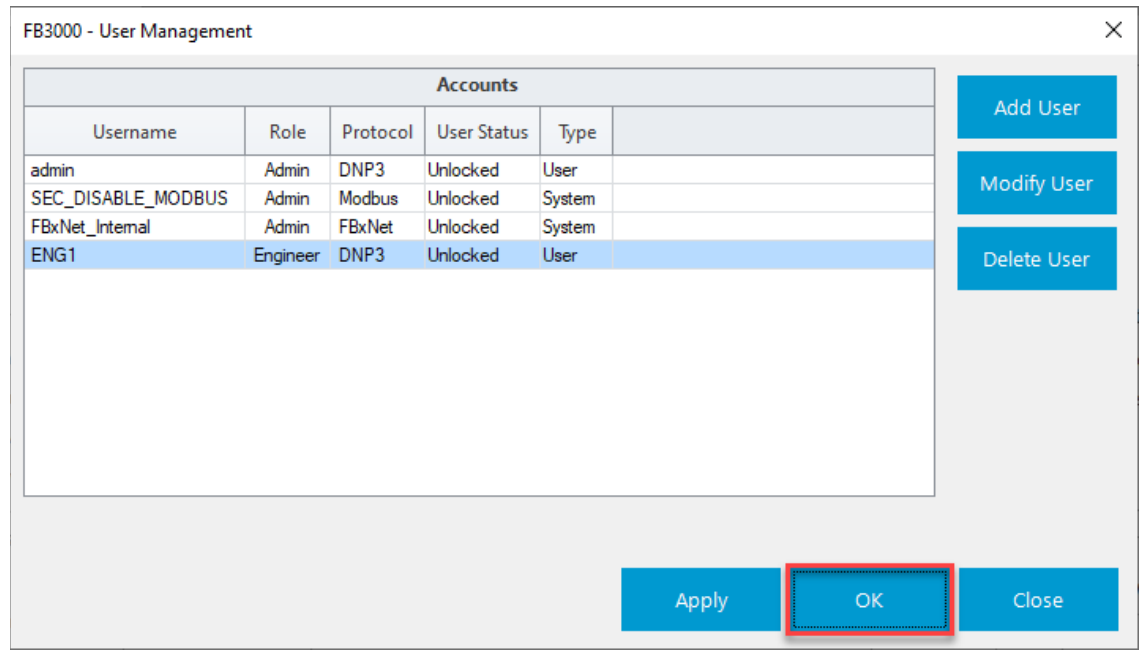 FB3000 - User Management
Accounts
Username Role Protocol User Status Type
admin Admin DNP3 Unlocked User
SEC_DISABLE_MODBUS Admin Modbus Unlocked System
FBxNet_Internal Admin FBxNet Unlocked System
ENG1 Engineer DNP3 Unlocked User
Add User
Modify User
Delete User
Apply OK Close